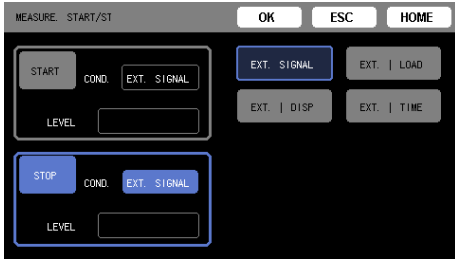 MEASURE. START/ST
OK
ESC
HOME
START
COND.
EXT. SIGNAL
LEVEL
STOP
COND.
EXT. SIGNAL
LEVEL
EXT. SIGNAL
EXT. | LOAD
EXT. | DISP
EXT. | TIME